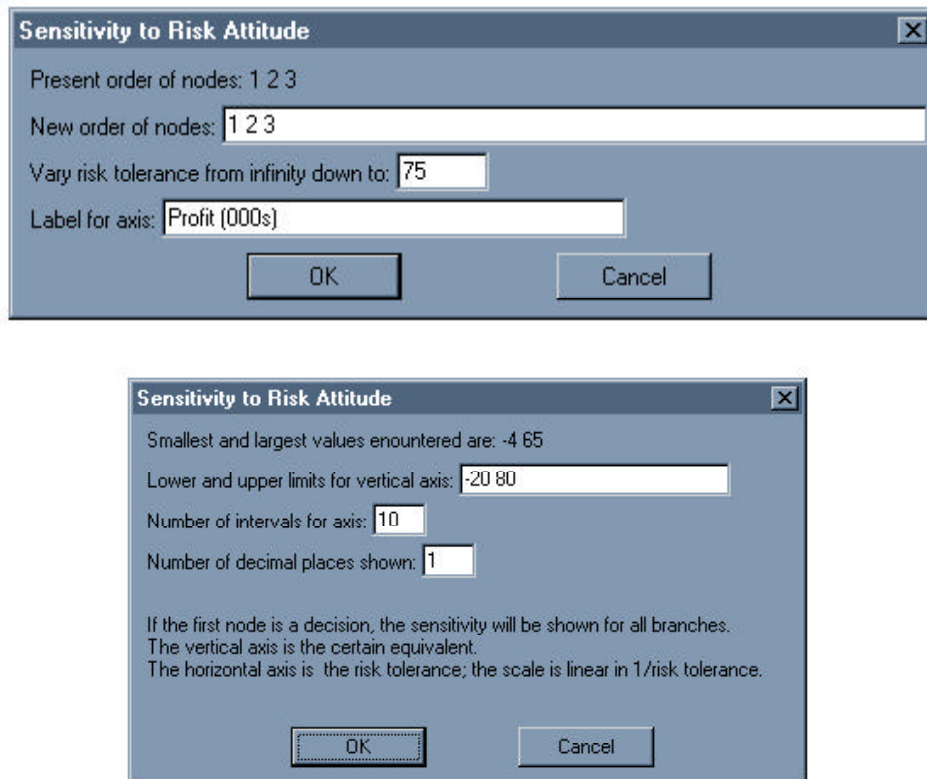 Sensitivity to Risk Attitude
Present order of nodes: 1 2 3
New order of nodes: 1 2 3
Vary risk tolerance from infinity down to: 75
Label for axis: Profit (000s)
OK Cancel
Sensitivity to Risk Attitude
Smallest and largest values enountered are: -4 65
Lower and upper limits for vertical axis: -20 80
Number of intervals for axis: 10
Number of decimal places shown: 1
If the first node is a decision, the sensitivity will be shown for all branches.
The vertical axis is the certain equivalent.
The horizontal axis is the risk tolerance; the scale is linear in 1/risk tolerance.
OK Cancel